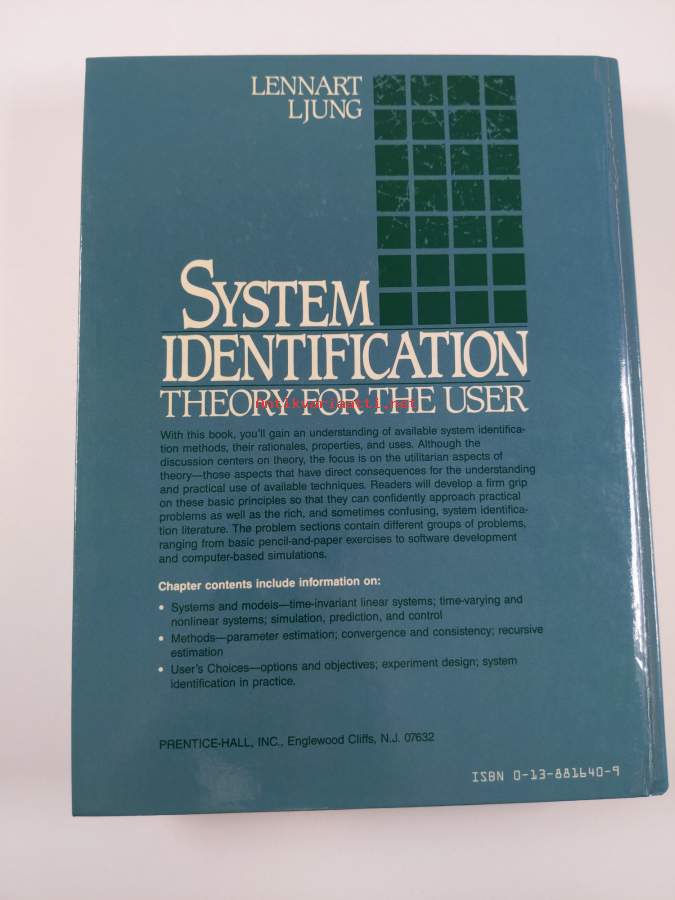 LENNART
LJUNG
SYSTEM
IDENTIFICATION
THEORY FOR THE USER
Antikvariaatti.net
With this book, you'll gain an understanding of available system identifica-
tion methods, their rationales, properties, and uses. Although the
discussion centers on theory, the focus is on the utilitarian aspects of
theory—those aspects that have direct consequences for the understanding
and practical use of available techniques. Readers will develop a firm grip
on these basic principles so that they can confidently approach practical
problems as well as the rich, and sometimes confusing, system identifica-
tion literature. The problem sections contain different groups of problems,
ranging from basic pencil-and-paper exercises to software development
and computer-based simulations.
Chapter contents include information on:
• Systems and models—time-invariant linear systems; time-varying and
nonlinear systems; simulation, prediction, and control
• Methods—parameter estimation; convergence and consistency; recursive
estimation
• User's Choices—options and objectives; experiment design; system
identification in practice.
PRENTICE-HALL, INC., Englewood Cliffs, N.J. 07632
ISBN 0-13-881640-9